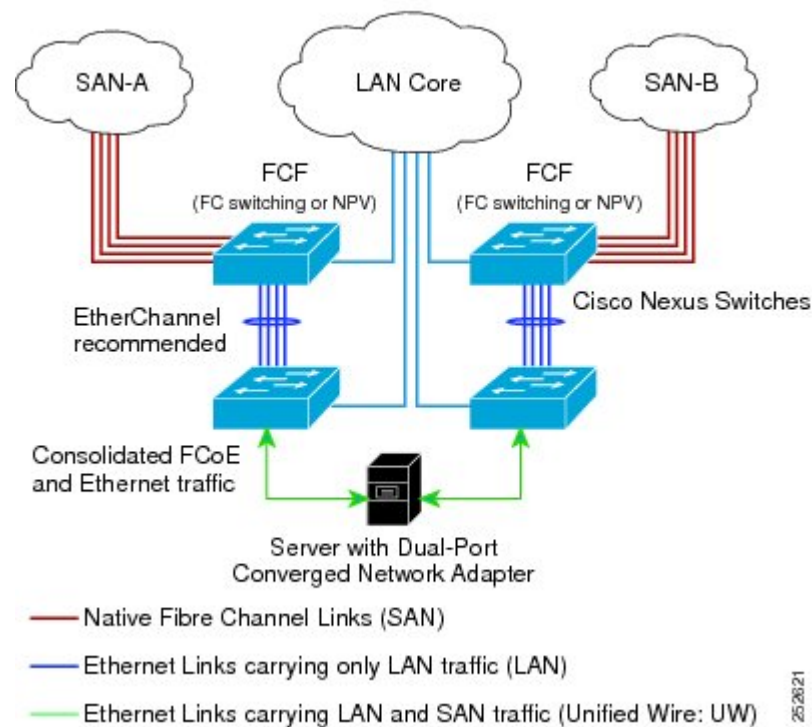 SAN-A
LAN Core
SAN-B
FCF
(FC switching or NPV)
FCF
(FC switching or NPV)
EtherChannel
recommended
Cisco Nexus Switches
Consolidated FCoE
and Ethernet traffic
Server with Dual-Port
Converged Network Adapter
Native Fibre Channel Links (SAN)
Ethernet Links carrying only LAN traffic (LAN)
Ethernet Links carrying LAN and SAN traffic (Unified Wire: UW)